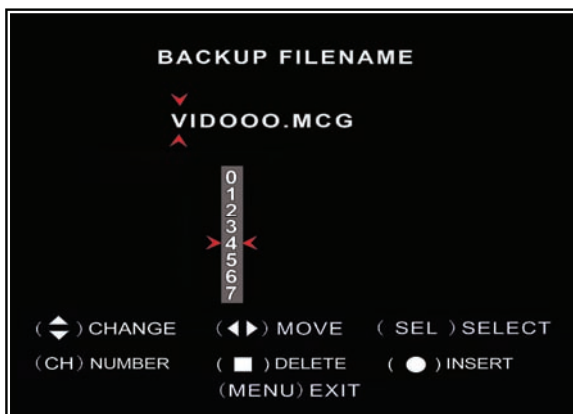 BACKUP FILENAME
VIDOOO.MCG
0
1
2
3
4
5
6
7
( ) CHANGE ( ) MOVE ( SEL ) SELECT
(CH) NUMBER ( ) DELETE ( ) INSERT
(MENU) EXIT